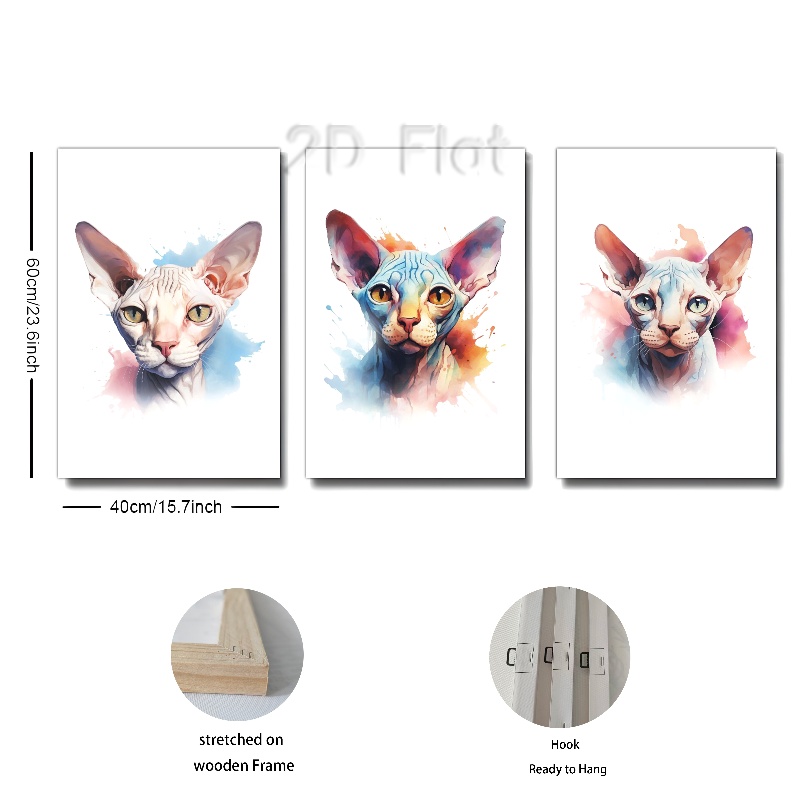 2D Flat
60cm/23.6inch
40cm/15.7inch
stretched on
wooden Frame
Hook
Ready to Hang